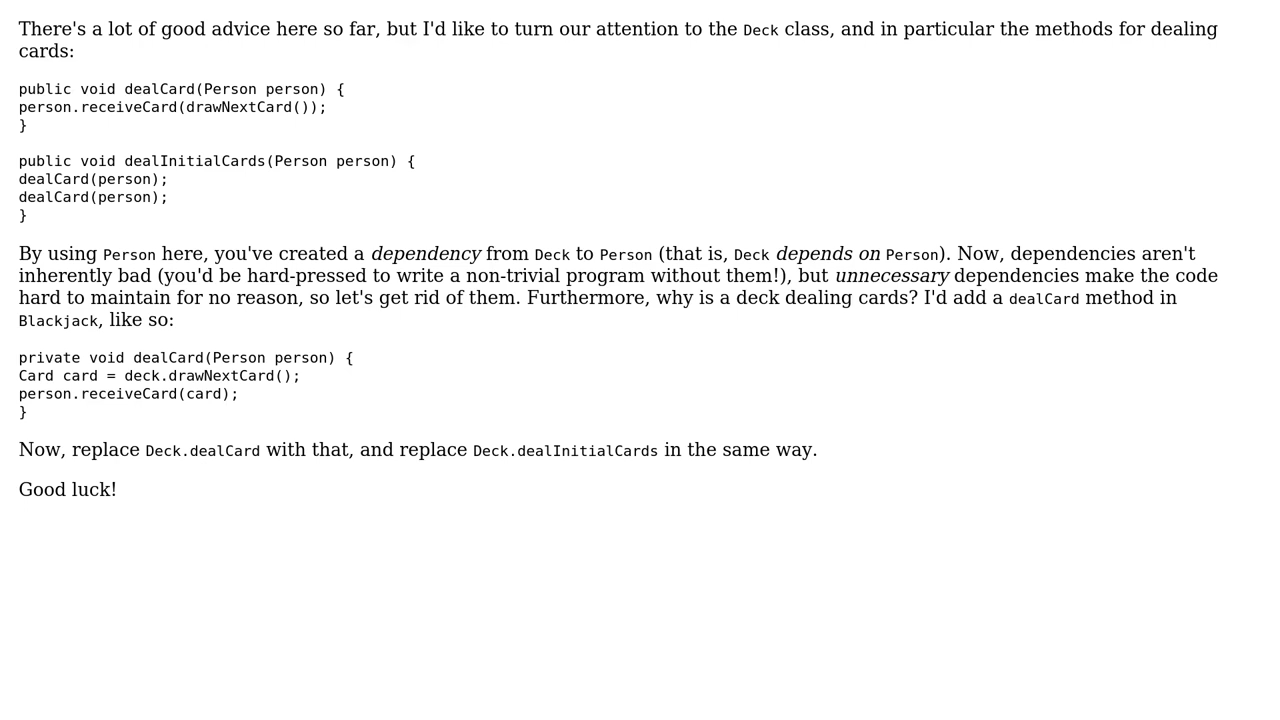 There's a lot of good advice here so far, but I'd like to turn our attention to the Deck class, and in particular the methods for dealing
cards:
public void dealCard(Person person) {
person.receiveCard(drawNextCard());
}
public void dealInitialCards(Person person) {
dealCard(person);
dealCard(person);
}
By using Person here, you've created a dependency from Deck to Person (that is, Deck depends on Person). Now, dependencies aren't
inherently bad (you'd be hard-pressed to write a non-trivial program without them!), but unnecessary dependencies make the code
hard to maintain for no reason, so let's get rid of them. Furthermore, why is a deck dealing cards? I'd add a dealCard method in
Blackjack, like so:
private void dealCard(Person person) {
Card card = deck.drawNextCard();
person.receiveCard(card);
}
Now, replace Deck.dealCard with that, and replace Deck.dealInitialCards in the same way.
Good luck!